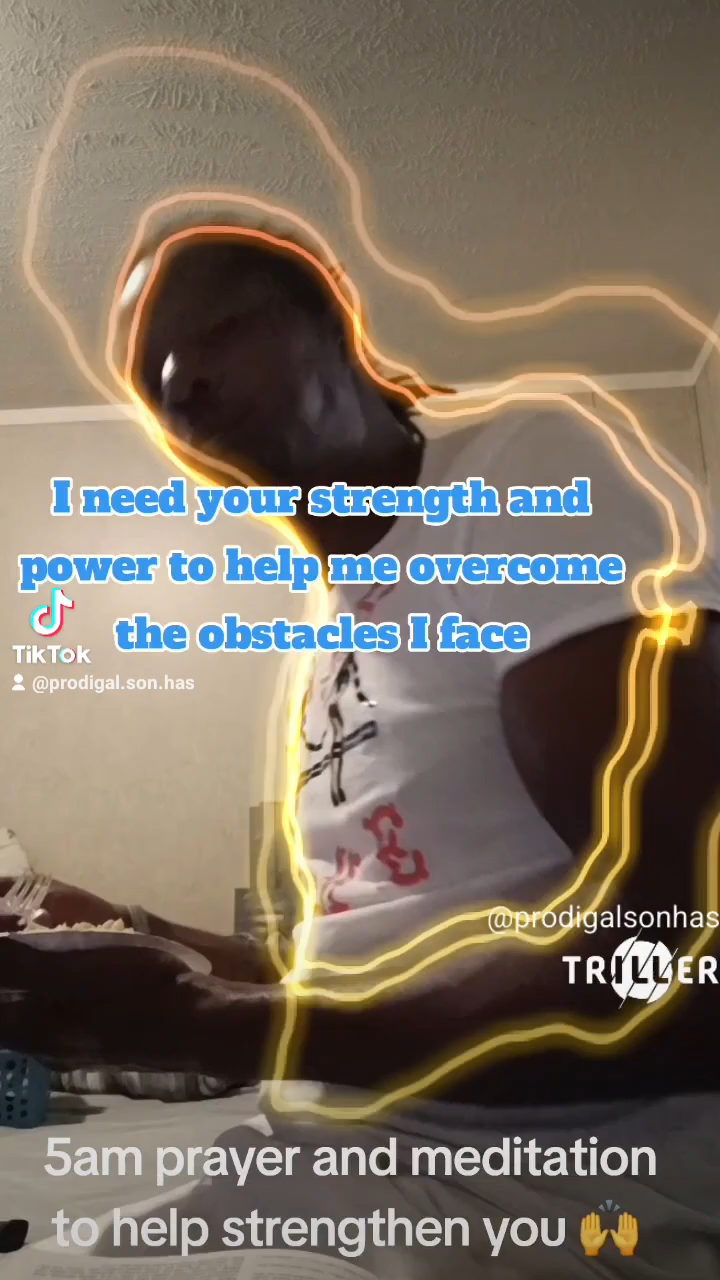 I need your strength and
power to help me overcome
the obstacles I face
TikTok
@prodigal.son.has
@prodigalsonhas
TRILLER
5am prayer and meditation
to help strengthen you 🙌